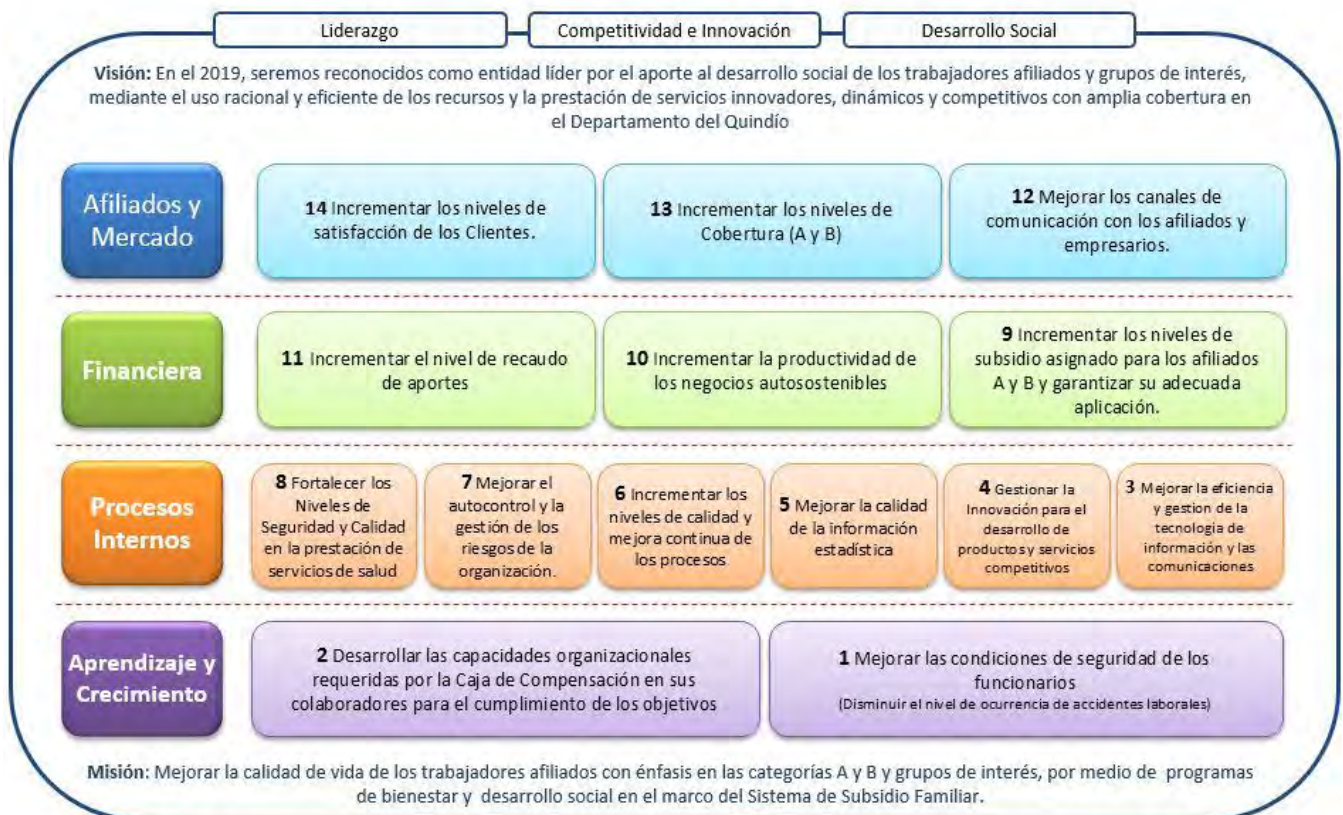 Liderazgo
Competitividad e Innovación
Desarrollo Social
Visión: En el 2019, seremos reconocidos como entidad líder por el aporte al desarrollo social de los trabajadores afiliados y grupos de interés,
mediante el uso racional y eficiente de los recursos y la prestación de servicios innovadores, dinámicos y competitivos con amplia cobertura en
el Departamento del Quindío
Afiliados y
Mercado
14 Incrementar los niveles de
satisfacción de los Clientes.
13 Incrementar los niveles de
Cobertura (A y B)
12 Mejorar los canales de
comunicación con los afiliados y
empresarios.
Financiera
11 Incrementar el nivel de recaudo
de aportes
10 Incrementar la productividad de
los negocios autosostenibles
9 Incrementar los niveles de
subsidio asignado para los afiliados
A y B y garantizar su adecuada
aplicación.
Procesos
Internos
8 Fortalecer los
Niveles de
Seguridad y Calidad
en la prestación de
servicios de salud
7 Mejorar el
autocontrol y la
gestión de los
riesgos de la
organización.
6 Incrementar los
niveles de calidad y
mejora continua de
los procesos
5 Mejorar la calidad
de la información
estadística
4 Gestionar la
Innovación para el
desarrollo de
productos y servicios
competitivos
3 Mejorar la eficiencia
y gestion de la
tecnología de
información y las
comunicaciones
Aprendizaje y
Crecimiento
2 Desarrollar las capacidades organizacionales
requeridas por la Caja de Compensación en sus
colaboradores para el cumplimiento de los objetivos
1 Mejorar las condiciones de seguridad de los
funcionarios
(Disminuir el nivel de ocurrencia de accidentes laborales)
Misión: Mejorar la calidad de vida de los trabajadores afiliados con énfasis en las categorías A y B y grupos de interés, por medio de programas
de bienestar y desarrollo social en el marco del Sistema de Subsidio Familiar.